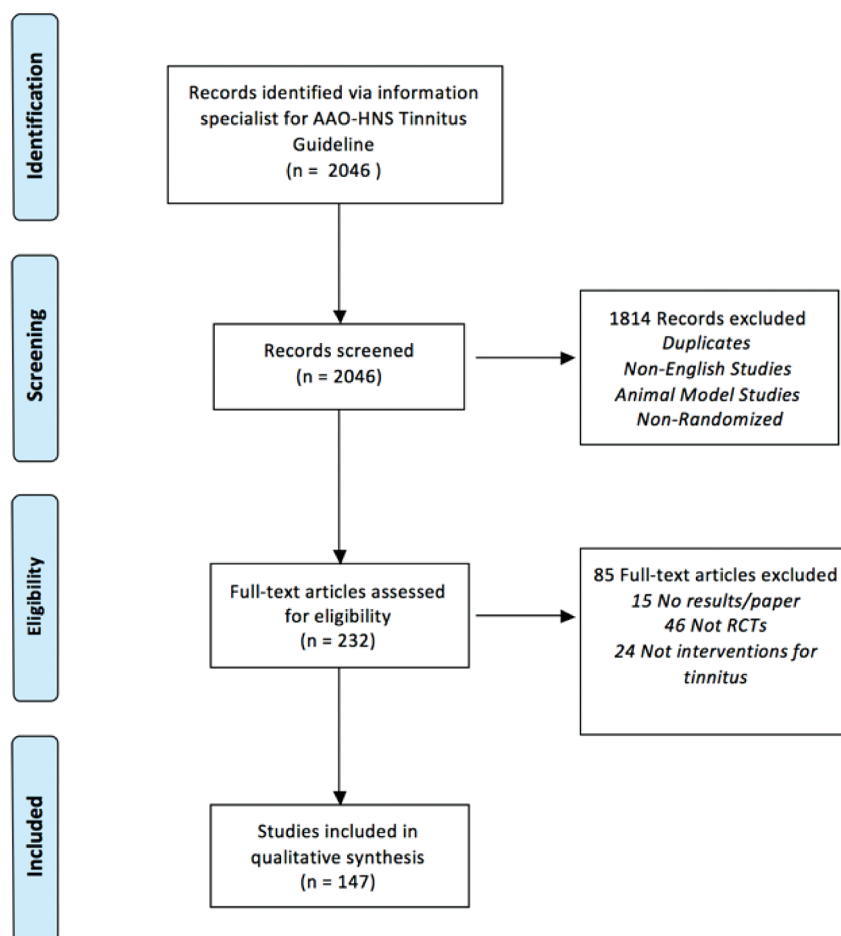 Identification
Records identified via information
specialist for AAO-HNS Tinnitus
Guideline
(n = 2046 )
Screening
Records screened
(n = 2046)
1814 Records excluded
Duplicates
Non-English Studies
Animal Model Studies
Non-Randomized
Eligibility
Full-text articles assessed
for eligibility
(n = 232)
85 Full-text articles excluded
15 No results/paper
46 Not RCTs
24 Not interventions for
tinnitus
Included
Studies included in
qualitative synthesis
(n = 147)